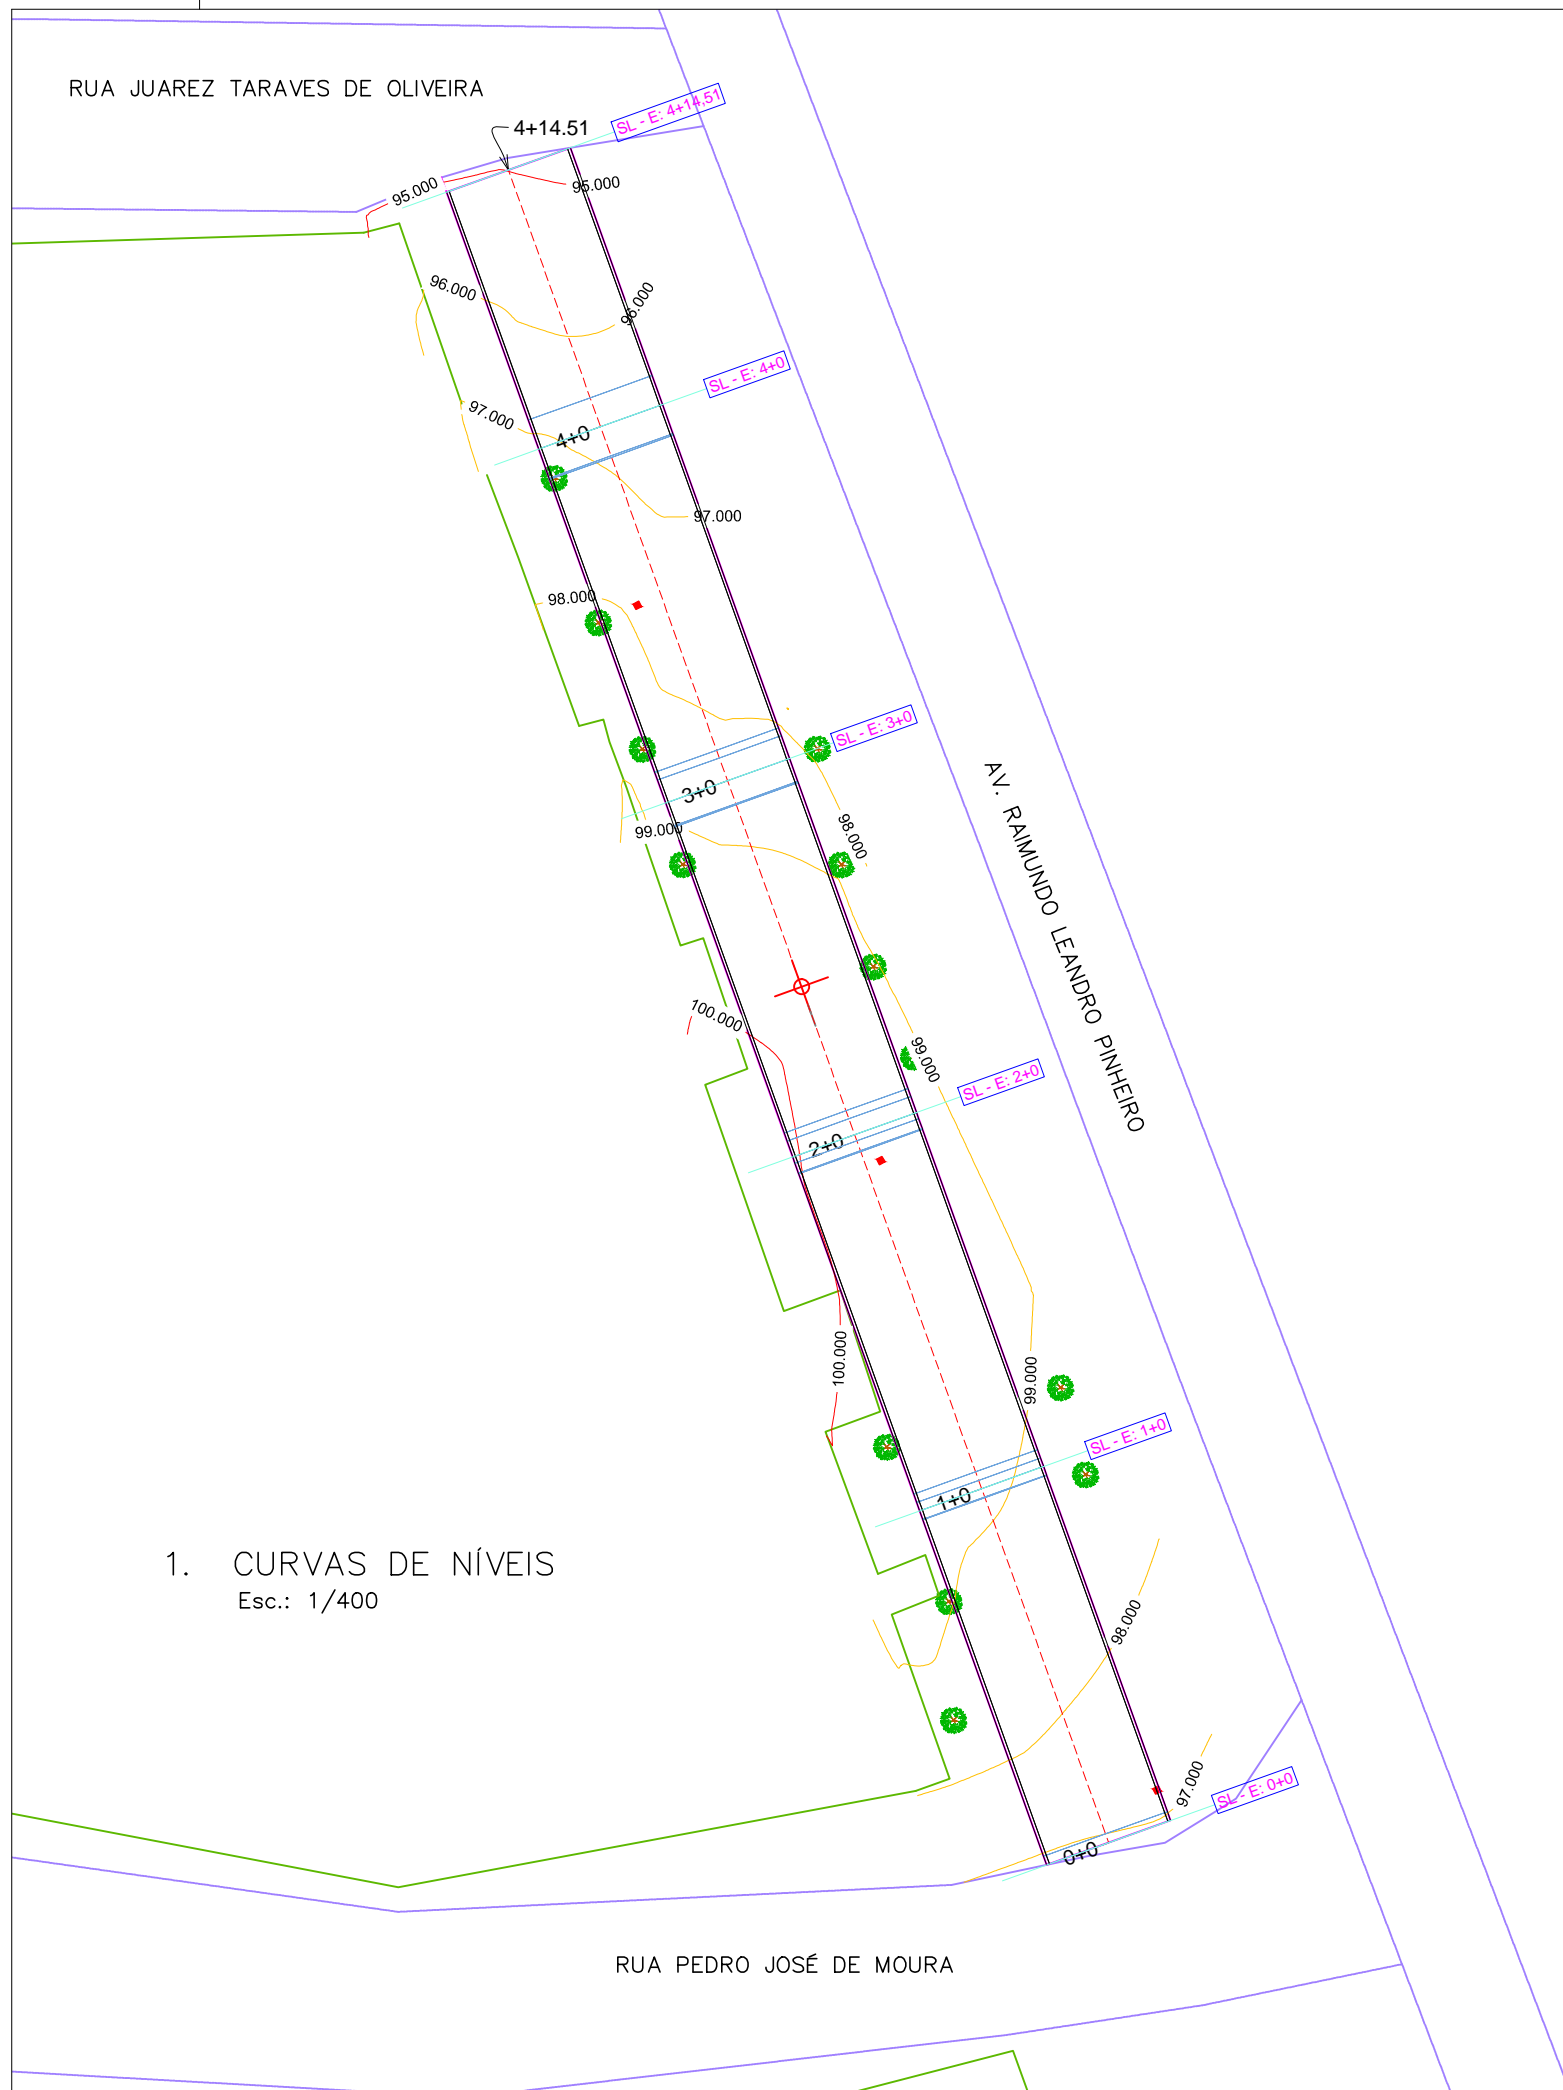 RUA JUAREZ TARAVES DE OLIVEIRA
SL - E: 4+14,51
4+14.51
95.000
95.000
96.000
96.000
SL - E: 4+0
97.000
4+0
97.000
98.000
SL - E: 3+0
3+0
99.000
98.000
AV. RAIMUNDO LEANDRO PINHEIRO
100.000
99.000
SL - E: 2+0
2+0
100.000
99.000
SL - E: 1+0
1+0
1. CURVAS DE NÍVEIS
Esc.: 1/400
98.000
97.000
SL - E: 0+0
0+0
RUA PEDRO JOSÉ DE MOURA